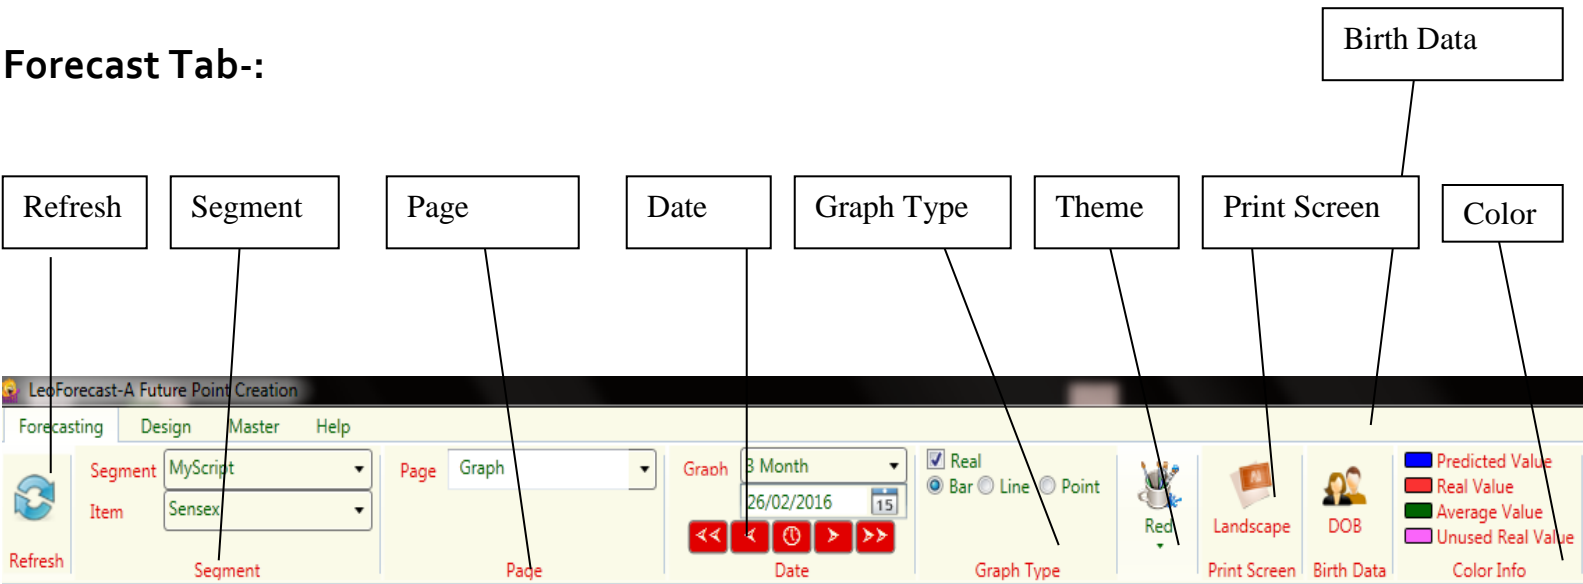 Birth Data
Forecast Tab-:
Refresh
Segment
Page
Date
Graph Type
Theme
Print Screen
Color
LeoForecast-A Future Point Creation
Forecasting Design Master Help
Segment MyScript
Item Sensex
Refresh
Segment
Page Graph
Page
Graph 3 Month
26/02/2016 15
Date
Real
Bar Line Point
Graph Type
Red
Landscape
Print Screen
DOB
Birth Data
Predicted Value
Real Value
Average Value
Unused Real Value
Color Info